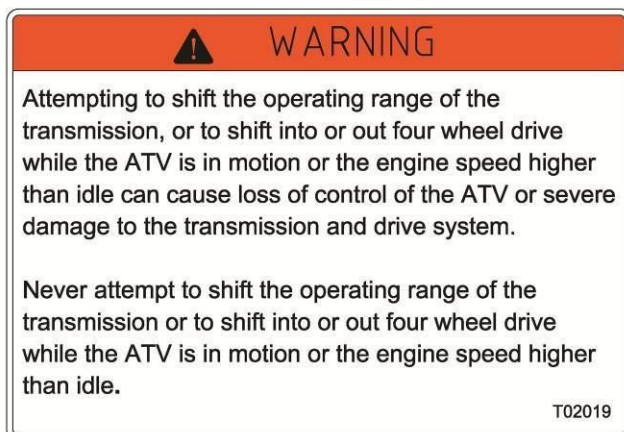 WARNING
Attempting to shift the operating range of the
transmission, or to shift into or out four wheel drive
while the ATV is in motion or the engine speed higher
than idle can cause loss of control of the ATV or severe
damage to the transmission and drive system.
Never attempt to shift the operating range of the
transmission or to shift into or out four wheel drive
while the ATV is in motion or the engine speed higher
than idle.
T02019